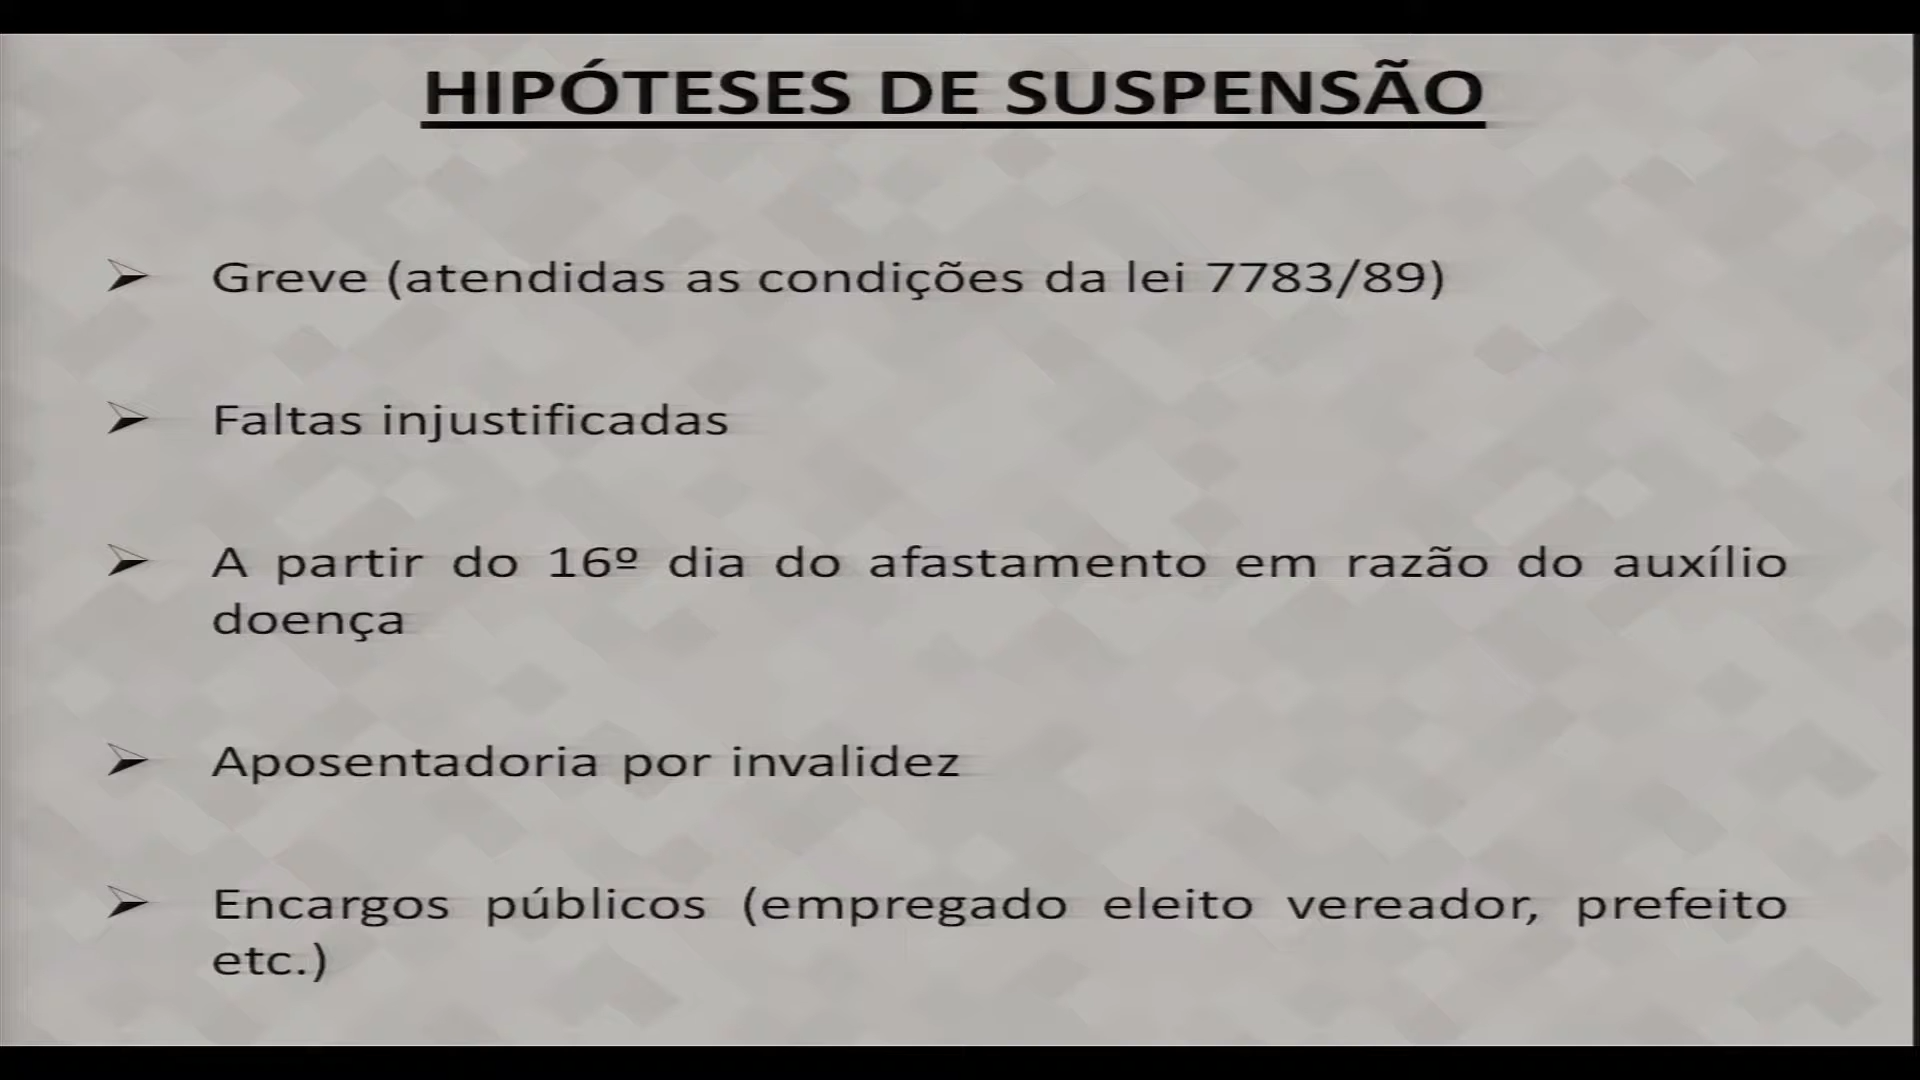 HIPÓTESES DE SUSPENSÃO
Greve (atendidas as condições da lei 7783/89)
Faltas injustificadas
A partir do 16º dia do afastamento em razão do auxílio
doença
Aposentadoria por invalidez
Encargos públicos (empregado eleito vereador, prefeito
etc.)